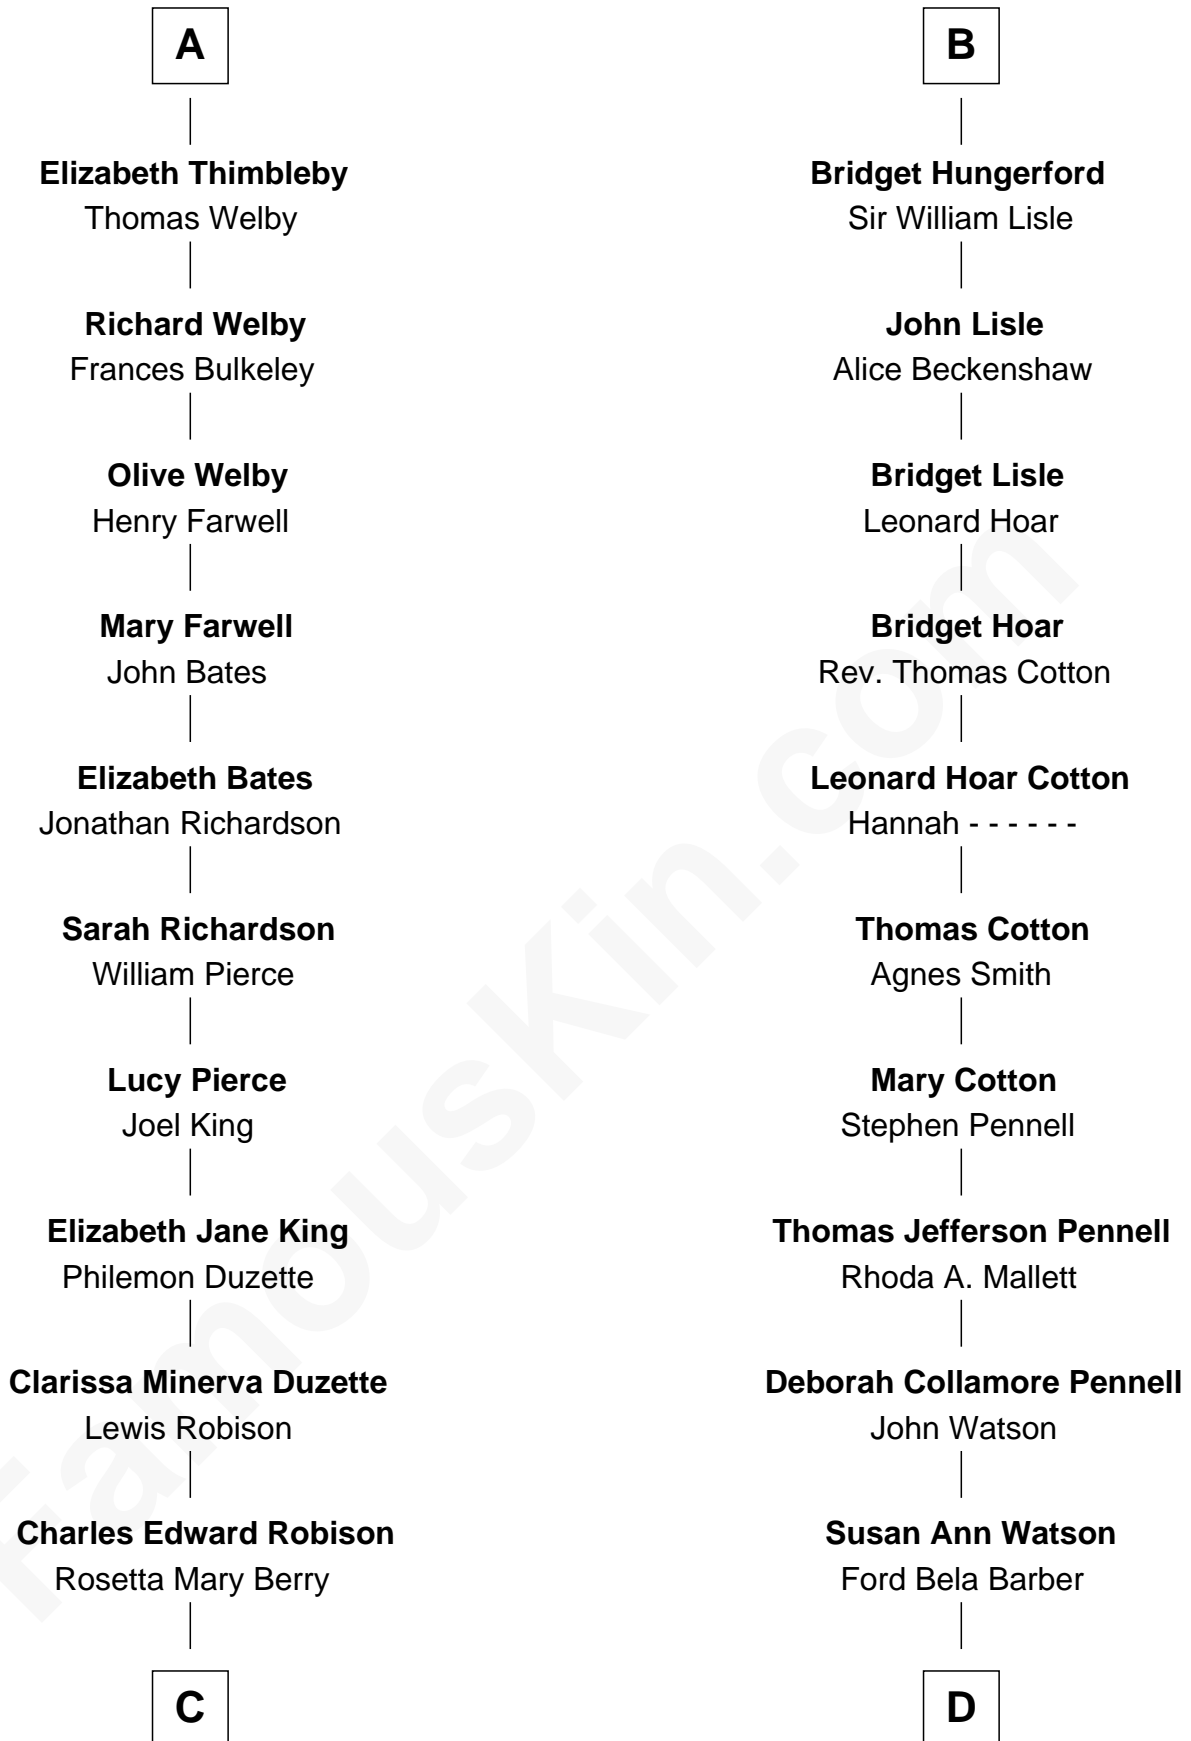 A
Elizabeth Thimbleby
Thomas Welby
Richard Welby
Frances Bulkeley
Olive Welby
Henry Farwell
Mary Farwell
John Bates
Elizabeth Bates
Jonathan Richardson
Sarah Richardson
William Pierce
Lucy Pierce
Joel King
Elizabeth Jane King
Philemon Duzette
Clarissa Minerva Duzette
Lewis Robison
Charles Edward Robison
Rosetta Mary Berry
C
B
Bridget Hungerford
Sir William Lisle
John Lisle
Alice Beckenshaw
Bridget Lisle
Leonard Hoar
Bridget Hoar
Rev. Thomas Cotton
Leonard Hoar Cotton
Hannah - - - - - -
Thomas Cotton
Agnes Smith
Mary Cotton
Stephen Pennell
Thomas Jefferson Pennell
Rhoda A. Mallett
Deborah Collamore Pennell
John Watson
Susan Ann Watson
Ford Bela Barber
D
FamousKin.com